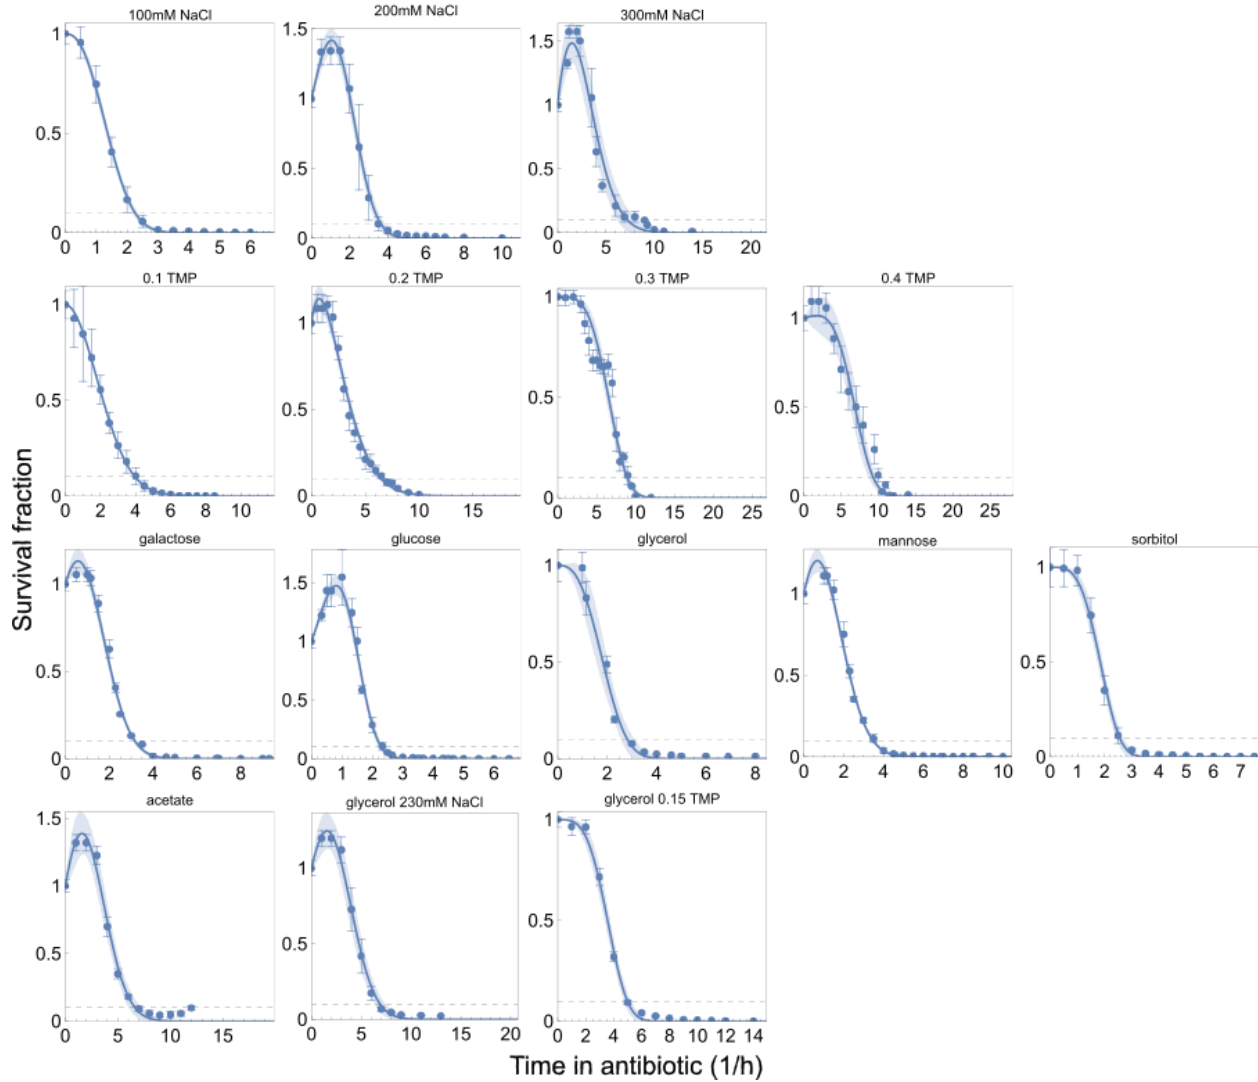 100mM NaCl
200mM NaCl
300mM NaCl
1
0.5
0
0 1 2 3 4 5 6
1.5
1
0.5
0
0 2 4 6 8 10
1.5
1
0.5
0
0 5 10 15 20
0.1 TMP
0.2 TMP
0.3 TMP
0.4 TMP
1
0.5
0
0 2 4 6 8 10
1
0.5
0
0 5 10 15
1
0.5
0
0 5 10 15 20 25
1
0.5
0
0 5 10 15 20 25
Survival fraction
galactose
glucose
glycerol
mannose
sorbitol
1
0.5
0
0 2 4 6 8
1.5
1
0.5
0
0 1 2 3 4 5 6
1
0.5
0
0 2 4 6 8
1
0.5
0
0 2 4 6 8 10
1
0.5
0
0 1 2 3 4 5 6 7
acetate
glycerol 230mM NaCl
glycerol 0.15 TMP
1.5
1
0.5
0
0 5 10 15
1
0.5
0
0 5 10 15 20
1
0.5
0
0 2 4 6 8 10 12 14
Time in antibiotic (1/h)